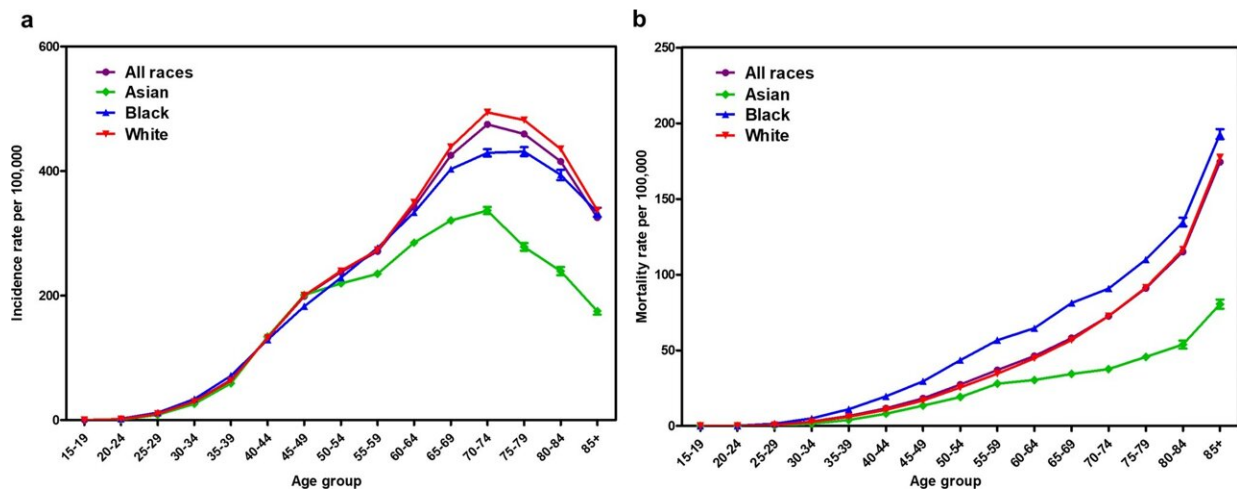 a
Incidence rate per 100,000
600
400
200
0
All races
Asian
Black
White
15-19
20-24
25-29
30-34
35-39
40-44
45-49
50-54
55-59
60-64
65-69
70-74
75-79
80-84
85+
Age group
b
Mortality rate per 100,000
250
200
150
100
50
0
All races
Asian
Black
White
15-19
20-24
25-29
30-34
35-39
40-44
45-49
50-54
55-59
60-64
65-69
70-74
75-79
80-84
85+
Age group